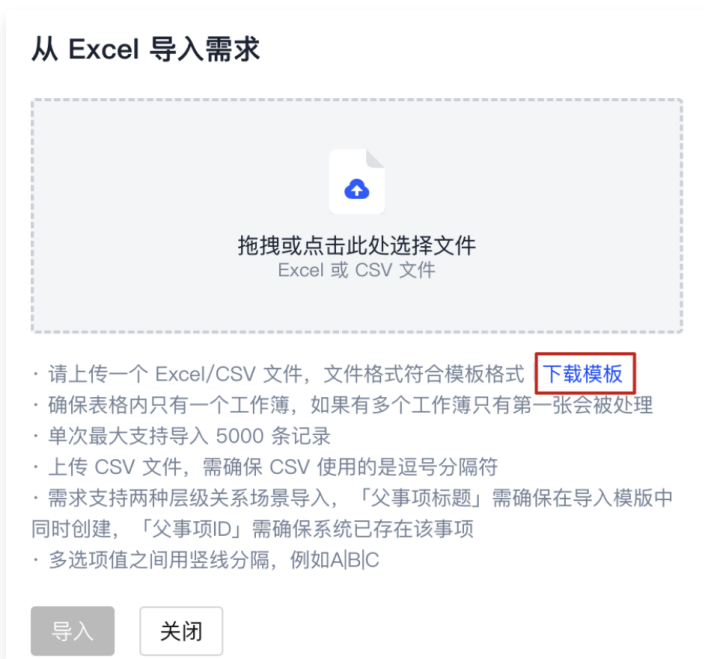 从 Excel 导入需求
拖拽或点击此处选择文件
Excel 或 CSV 文件
· 请上传一个 Excel/CSV 文件，文件格式符合模板格式 下载模板
· 确保表格内只有一个工作簿，如果有多个工作簿只有第一张会被处理
· 单次最大支持导入 5000 条记录
· 上传 CSV 文件，需确保 CSV 使用的是逗号分隔符
· 需求支持两种层级关系场景导入，「父事项标题」需确保在导入模版中
同时创建，「父事项ID」需确保系统已存在该事项
· 多选项值之间用竖线分隔，例如A|B|C
导入 关闭